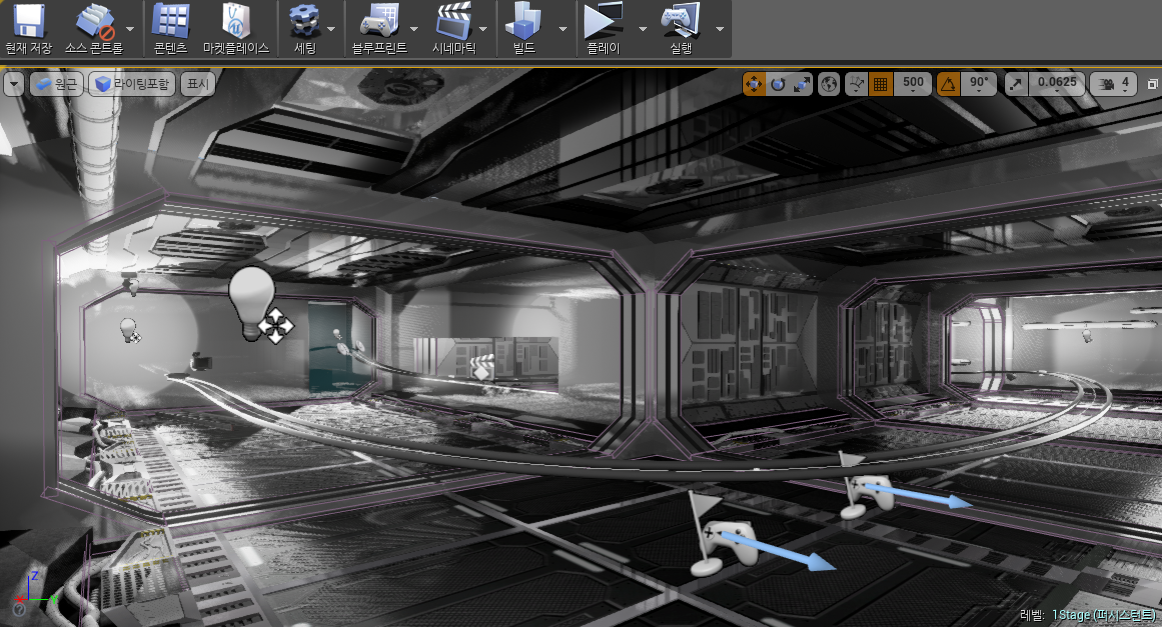 현재 저장 소스 콘트롤 콘텐츠 마켓플레이스 세팅 블루프린트 시네마틱 빌드 플레이 실행
원근 라이팅포함 표시 500 90° 0.0625 4
Z
X Y
?
레벨: 1Stage (퍼시스턴트)